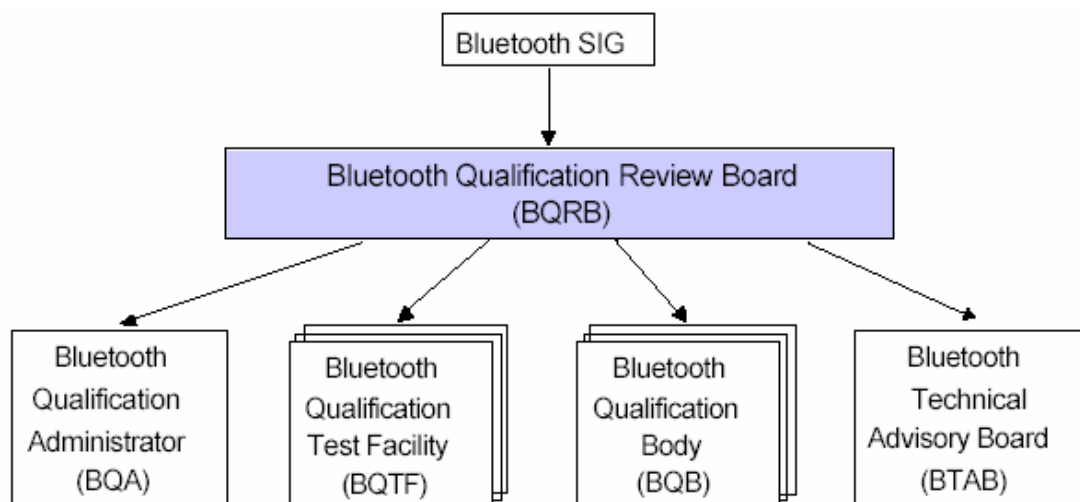 Bluetooth SIG
Bluetooth Qualification Review Board
(BQRB)
Bluetooth
Qualification
Administrator
(BQA)
Bluetooth
Qualification
Test Facility
(BQTF)
Bluetooth
Qualification
Body
(BQB)
Bluetooth
Technical
Advisory Board
(BTAB)